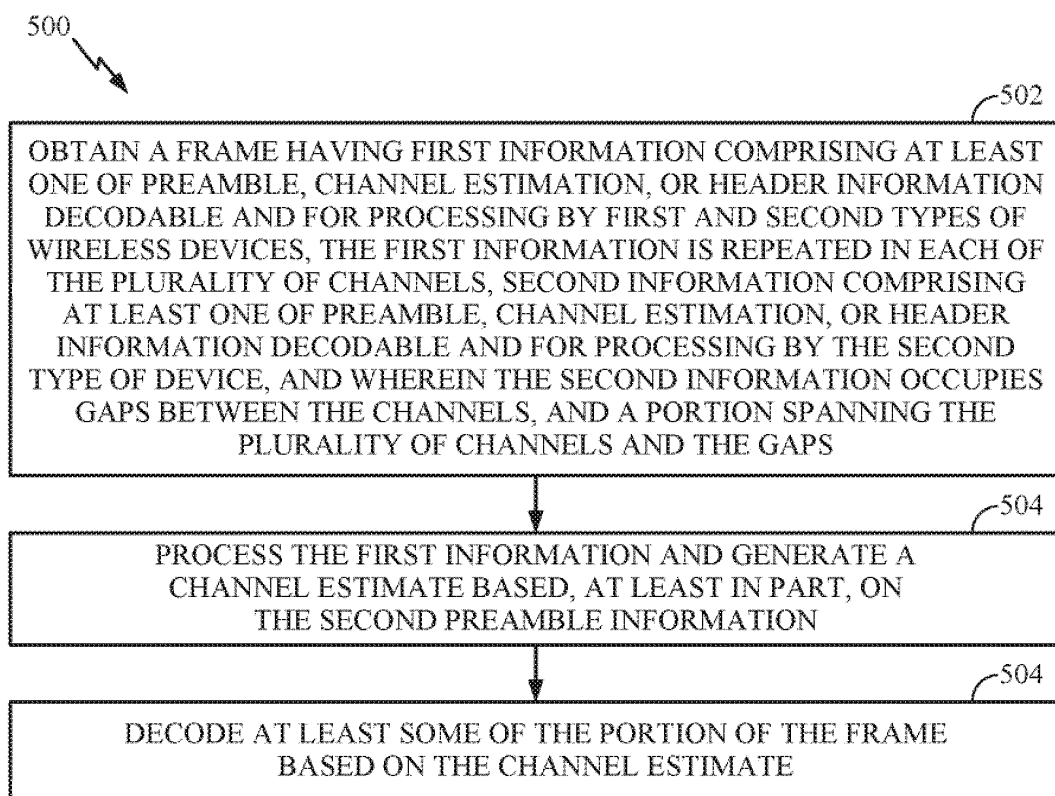 500
502
OBTAIN A FRAME HAVING FIRST INFORMATION COMPRISING AT LEAST
ONE OF PREAMBLE, CHANNEL ESTIMATION, OR HEADER INFORMATION
DECODABLE AND FOR PROCESSING BY FIRST AND SECOND TYPES OF
WIRELESS DEVICES, THE FIRST INFORMATION IS REPEATED IN EACH OF
THE PLURALITY OF CHANNELS, SECOND INFORMATION COMPRISING
AT LEAST ONE OF PREAMBLE, CHANNEL ESTIMATION, OR HEADER
INFORMATION DECODABLE AND FOR PROCESSING BY THE SECOND
TYPE OF DEVICE, AND WHEREIN THE SECOND INFORMATION OCCUPIES
GAPS BETWEEN THE CHANNELS, AND A PORTION SPANNING THE
PLURALITY OF CHANNELS AND THE GAPS
504
PROCESS THE FIRST INFORMATION AND GENERATE A
CHANNEL ESTIMATE BASED, AT LEAST IN PART, ON
THE SECOND PREAMBLE INFORMATION
504
DECODE AT LEAST SOME OF THE PORTION OF THE FRAME
BASED ON THE CHANNEL ESTIMATE